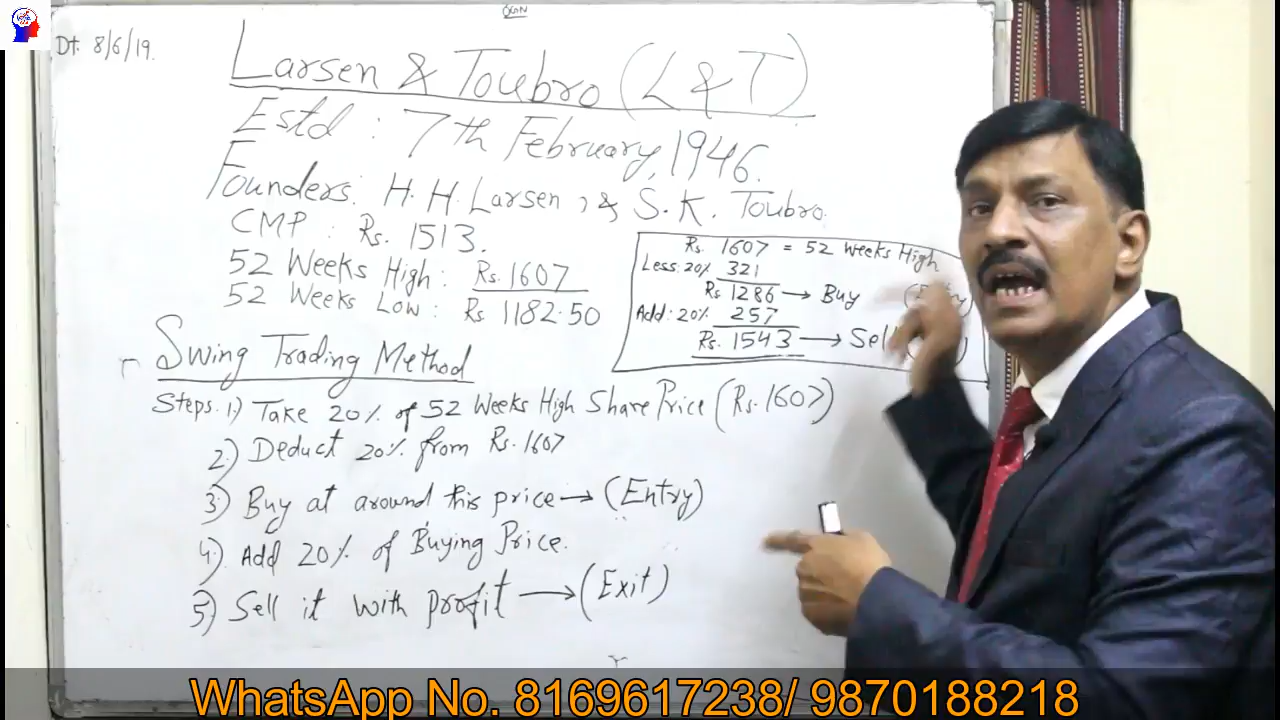 Dt. 8/6/19.
Larsen & Toubro (L & T)
Estd : 7th February, 1946.
Founders: H. H. Larsen, & S. K. Toubro.
CMP : Rs. 1513.
52 Weeks High : Rs. 1607
52 Weeks Low : Rs 1182.50
Rs. 1607 = 52 Weeks High
Less: 20% 321
Rs 1286 → Buy
Add: 20% 257
Rs. 1543 → Sell
Swing Trading Method
Steps. 1.) Take 20% of 52 Weeks High Share Price (Rs. 1607)
2.) Deduct 20% from Rs. 1607
3.) Buy at around this price → (Entry)
4.) Add 20% of Buying Price.
5.) Sell it with profit → (Exit)
WhatsApp No. 8169617238/ 9870188218